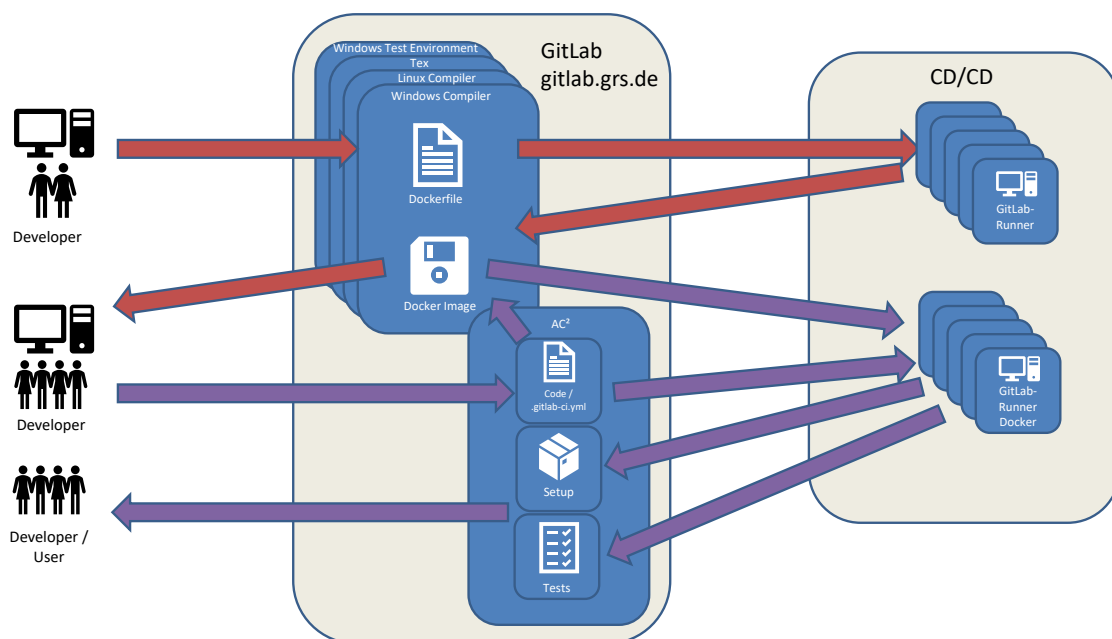 GitLab
gitlab.grs.de
CD/CD
Windows Test Environment
Tex
Linux Compiler
Windows Compiler
Dockerfile
Docker Image
Developer
GitLab-
Runner
AC²
Code /
.gitlab-ci.yml
Setup
Tests
Developer
GitLab-
Runner
Docker
Developer /
User